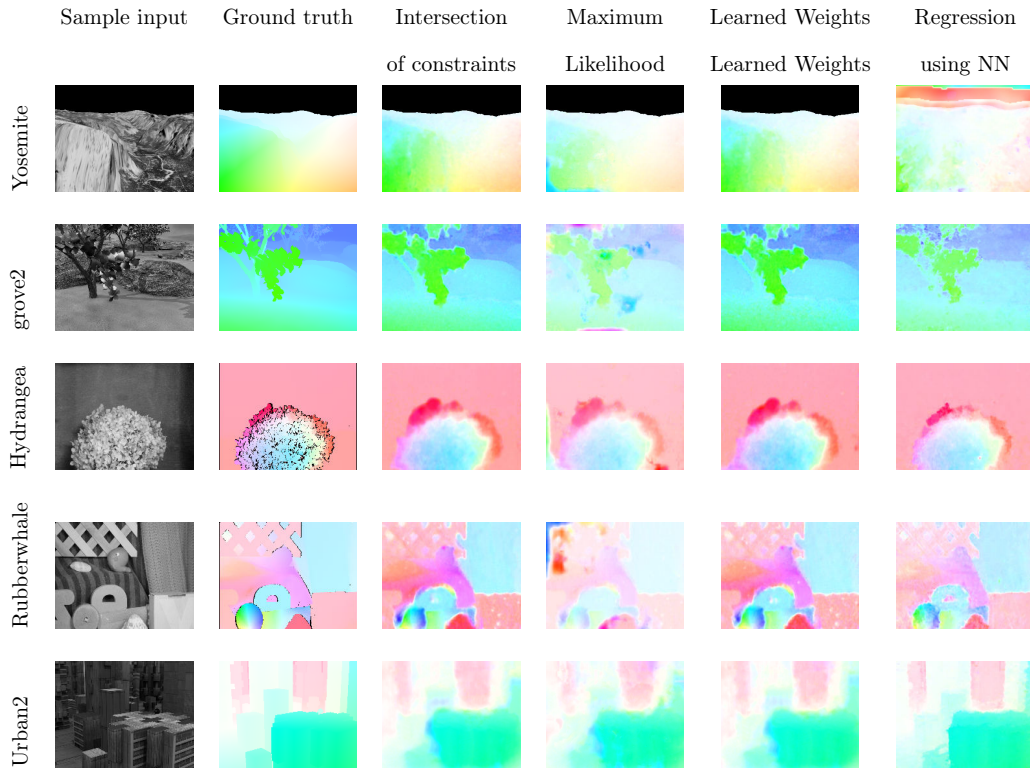 Sample input Ground truth Intersection Maximum Learned Weights Regression
of constraints Likelihood Learned Weights using NN
Yosemite
grove2
Hydrangea
Rubberwhale
Urban2